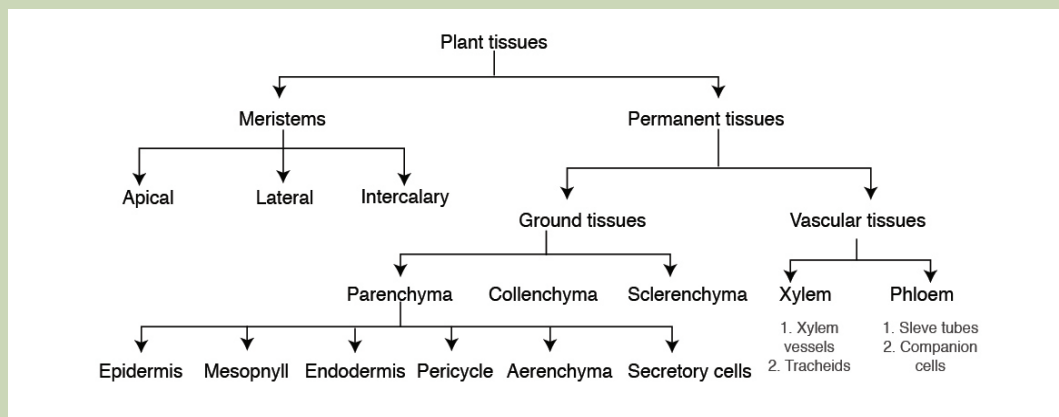 Plant tissues
Meristems
Permanent tissues
Apical
Lateral
Intercalary
Ground tissues
Vascular tissues
Parenchyma
Collenchyma
Sclerenchyma
Xylem
Phloem
1. Xylem
vessels
2. Tracheids
1. Sleve tubes
2. Companion
cells
Epidermis
Mesopnyll
Endodermis
Pericycle
Aerenchyma
Secretory cells